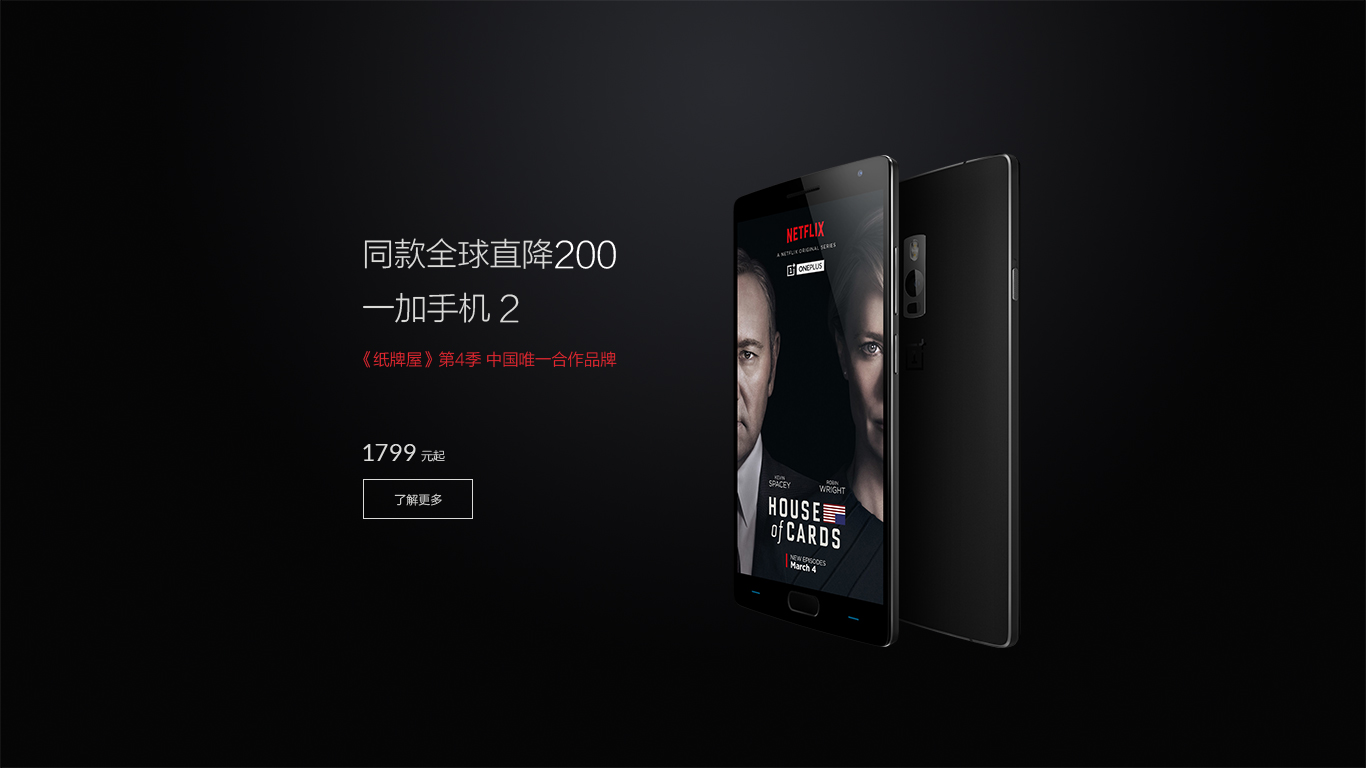 同款全球直降200
一加手机 2
《纸牌屋》第4季 中国唯一合作品牌
1799 元起
了解更多
NETFLIX
A NETFLIX ORIGINAL SERIES
ONEPLUS
KEVIN SPACEY
ROBIN WRIGHT
HOUSE
of CARDS
NEW EPISODES
March 4